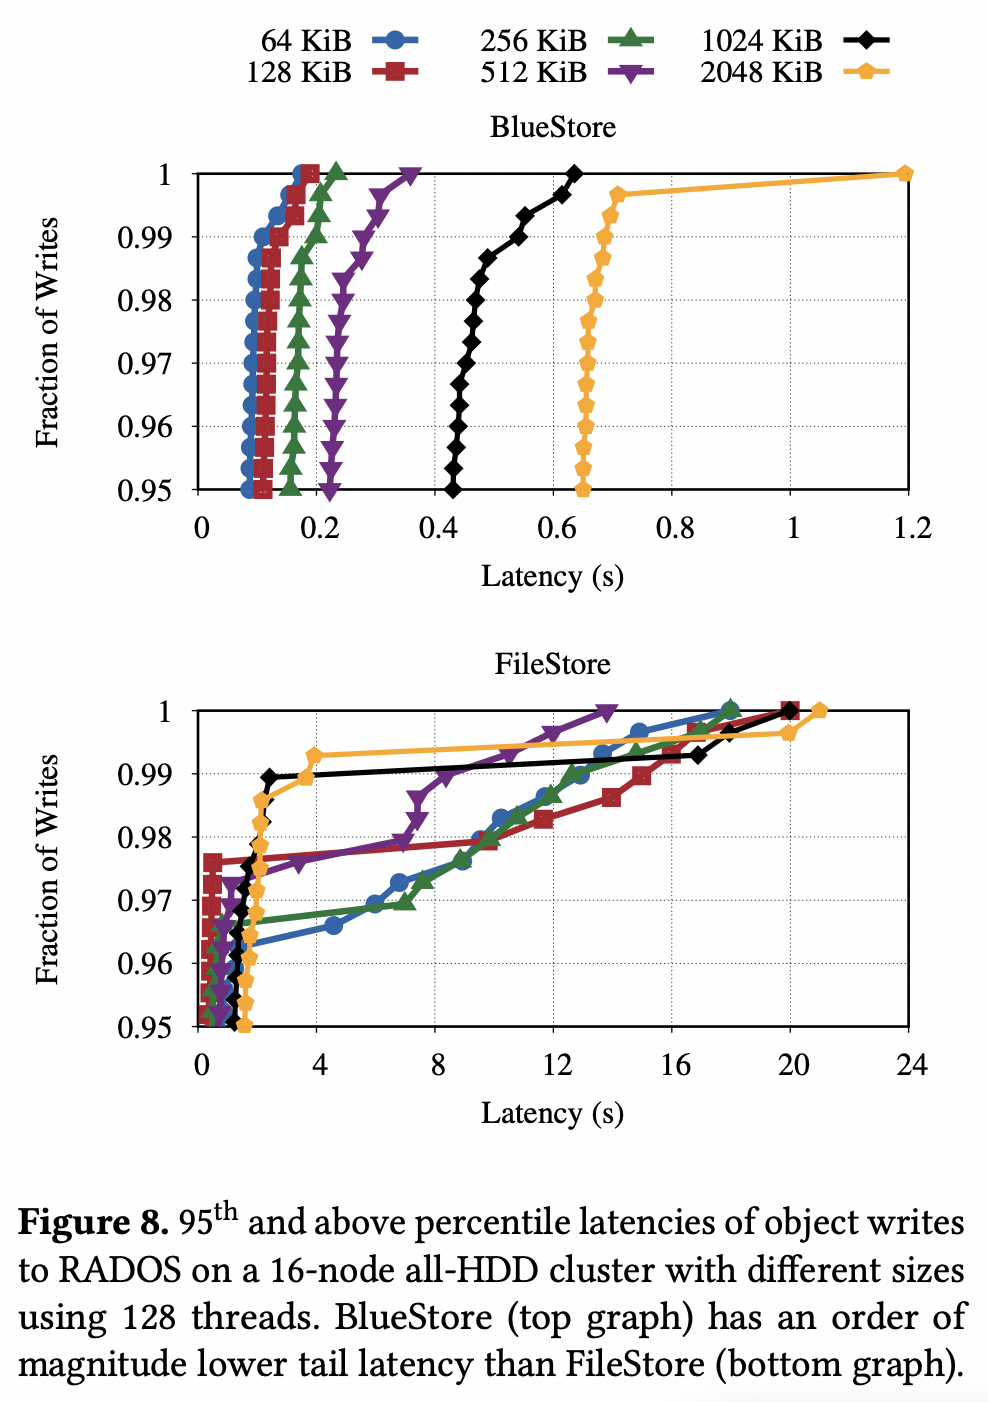 64 KiB 256 KiB 1024 KiB
128 KiB 512 KiB 2048 KiB
BlueStore
1
0.99
0.98
0.97
0.96
0.95
Fraction of Writes
0 0.2 0.4 0.6 0.8 1 1.2
Latency (s)
FileStore
1
0.99
0.98
0.97
0.96
0.95
Fraction of Writes
0 4 8 12 16 20 24
Latency (s)
Figure 8. 95th and above percentile latencies of object writes
to RADOS on a 16-node all-HDD cluster with different sizes
using 128 threads. BlueStore (top graph) has an order of
magnitude lower tail latency than FileStore (bottom graph).